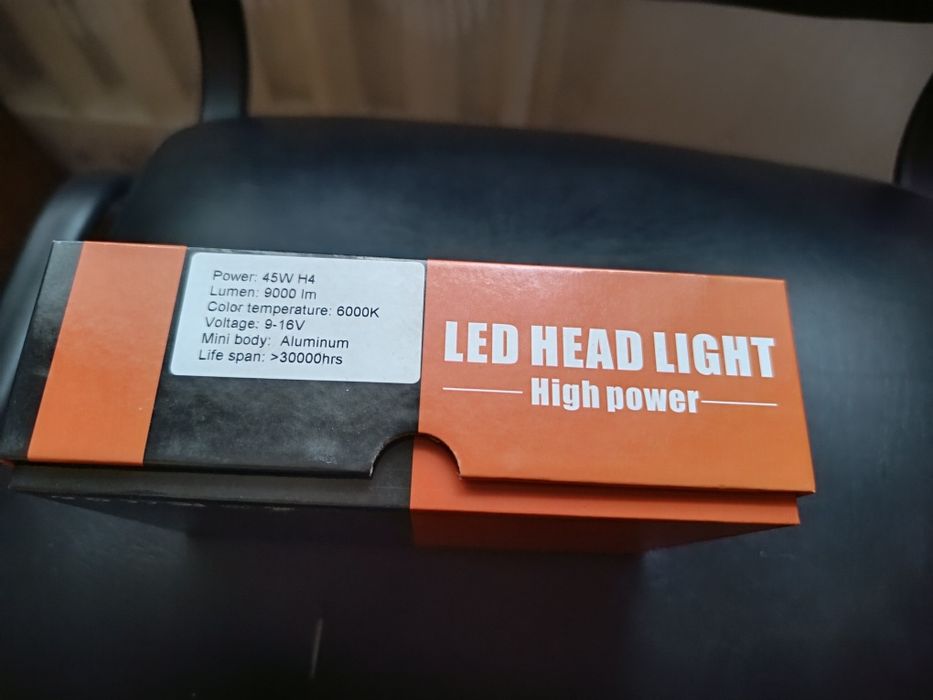 Power: 45W H4
Lumen: 9000 lm
Color temperature: 6000K
Voltage: 9-16V
Mini body: Aluminum
Life span: >30000hrs
LED HEAD LIGHT
High power